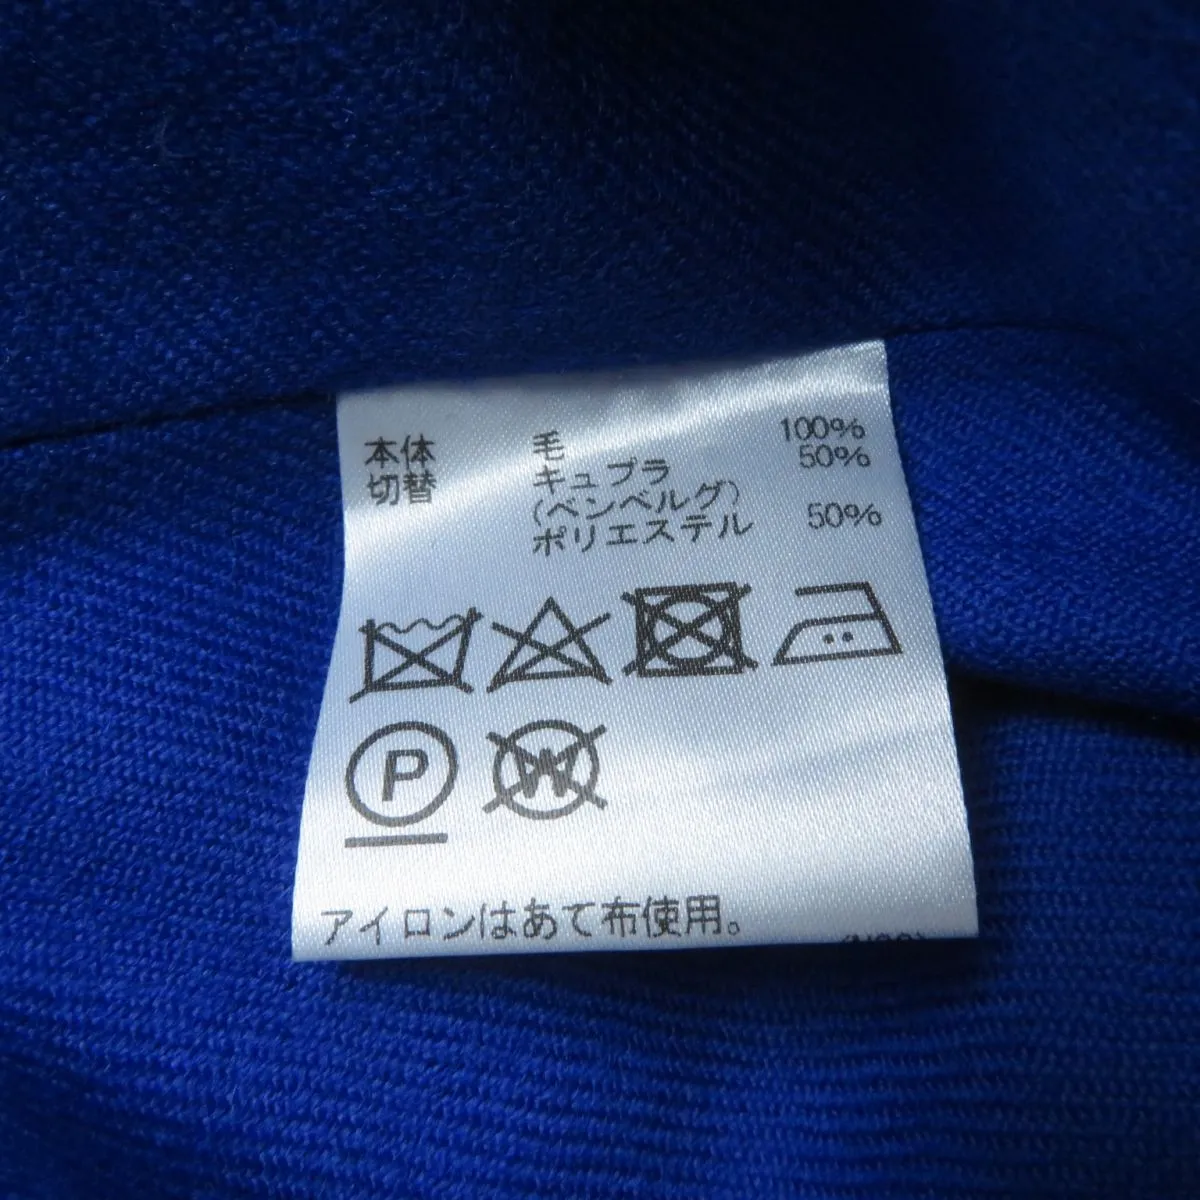 本体 毛 100%
切替 キュプラ 50%
(ベンベルグ)
ポリエステル 50%
P
W
アイロンはあて布使用。